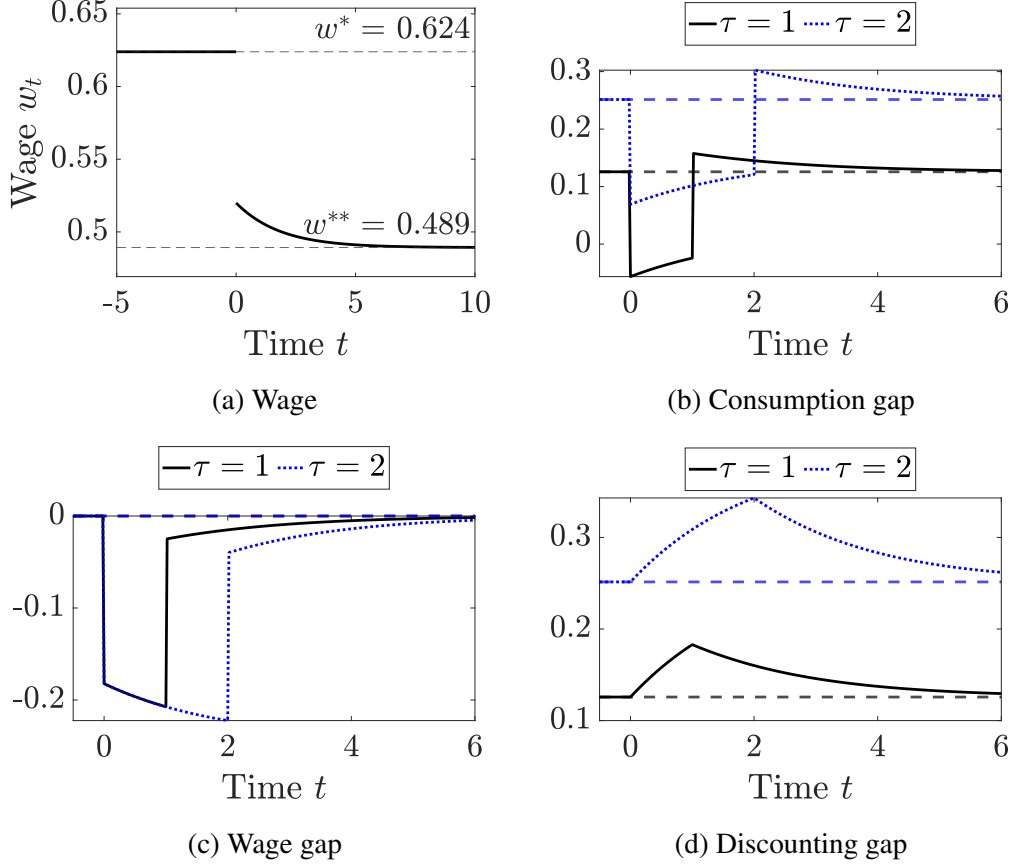 0.65
w* = 0.624
0.6
Wage w_t
0.55
w** = 0.489
0.5
-5 0 5 10
Time t
(a) Wage
τ = 1 τ = 2
0.3
0.2
0.1
0
0 2 4 6
Time t
(b) Consumption gap
τ = 1 τ = 2
0
-0.1
-0.2
0 2 4 6
Time t
(c) Wage gap
τ = 1 τ = 2
0.3
0.2
0.1
0 2 4 6
Time t
(d) Discounting gap